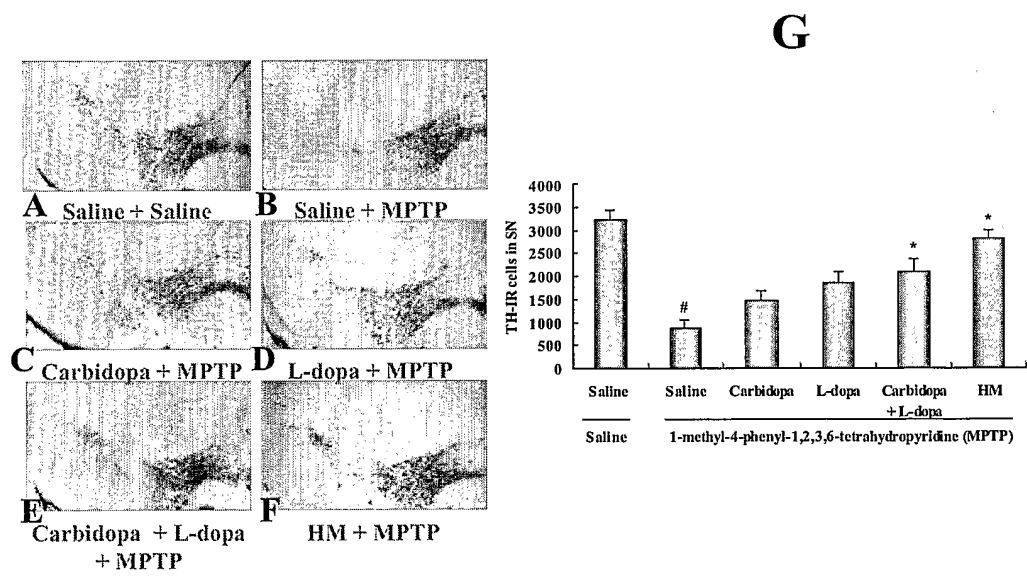 G
A Saline + Saline
B Saline + MPTP
C Carbidopa + MPTP
D L-dopa + MPTP
E Carbidopa + L-dopa
+ MPTP
F HM + MPTP
TH-IR cells in SN
4000
3500
3000
2500
2000
1500
1000
500
0
#
*
*
Saline
Saline
Carbidopa
L-dopa
Carbidopa
+ L-dopa
HM
Saline
1-methyl-4-phenyl-1,2,3,6-tetrahydropyridine (MPTP)